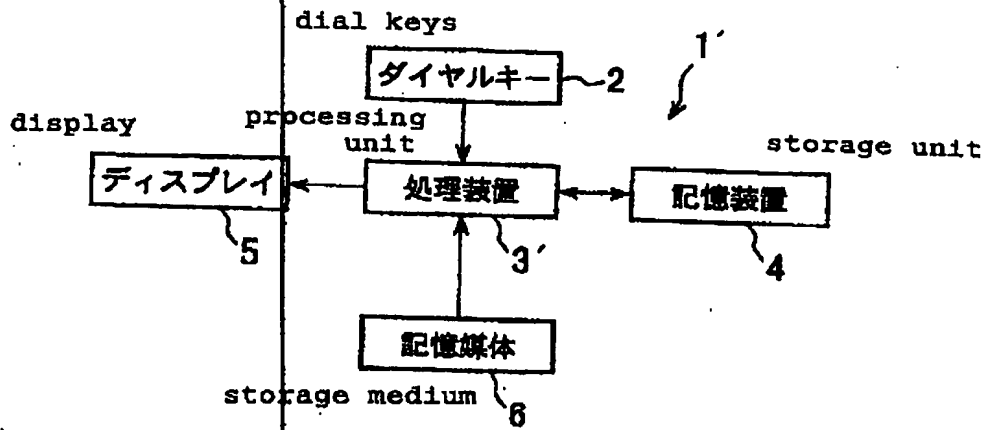 dial keys
1′
ダイヤルキー
2
display
processing
unit
storage unit
ディスプレイ
処理装置
記憶装置
5
3′
4
記憶媒体
storage medium
6